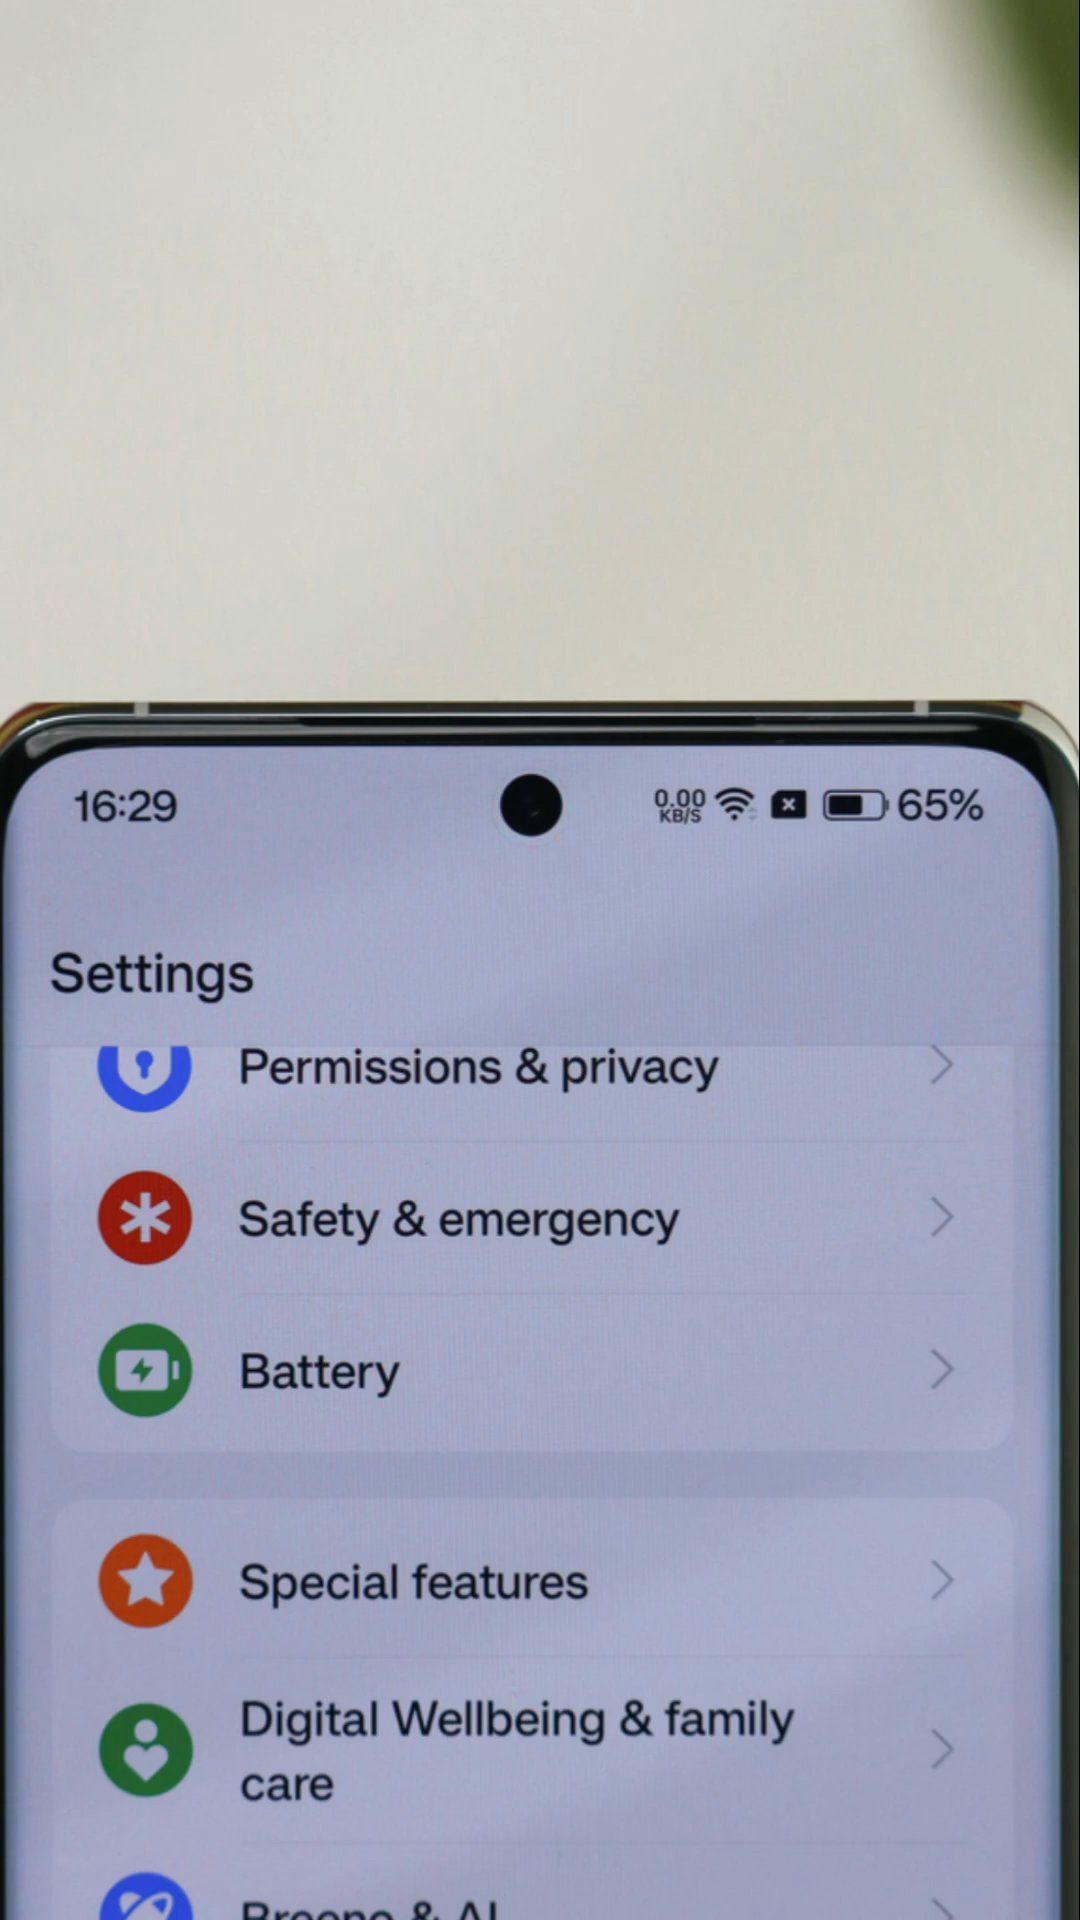 16:29
0.00
KB/S
65%
Settings
Permissions & privacy
Safety & emergency
Battery
Special features
Digital Wellbeing & family
care
Breeno & AI